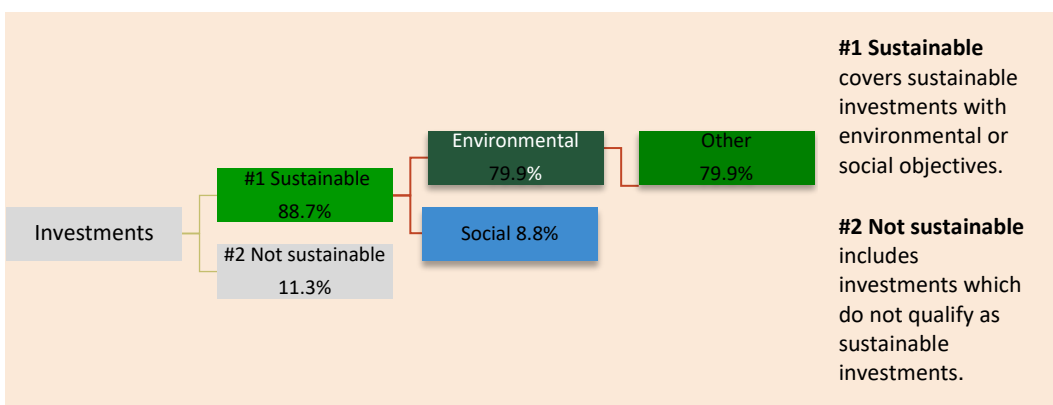 Investments
#1 Sustainable
88.7%
#2 Not sustainable
11.3%
Environmental
79.9%
Social 8.8%
Other
79.9%
#1 Sustainable
covers sustainable
investments with
environmental or
social objectives.
#2 Not sustainable
includes
investments which
do not qualify as
sustainable
investments.